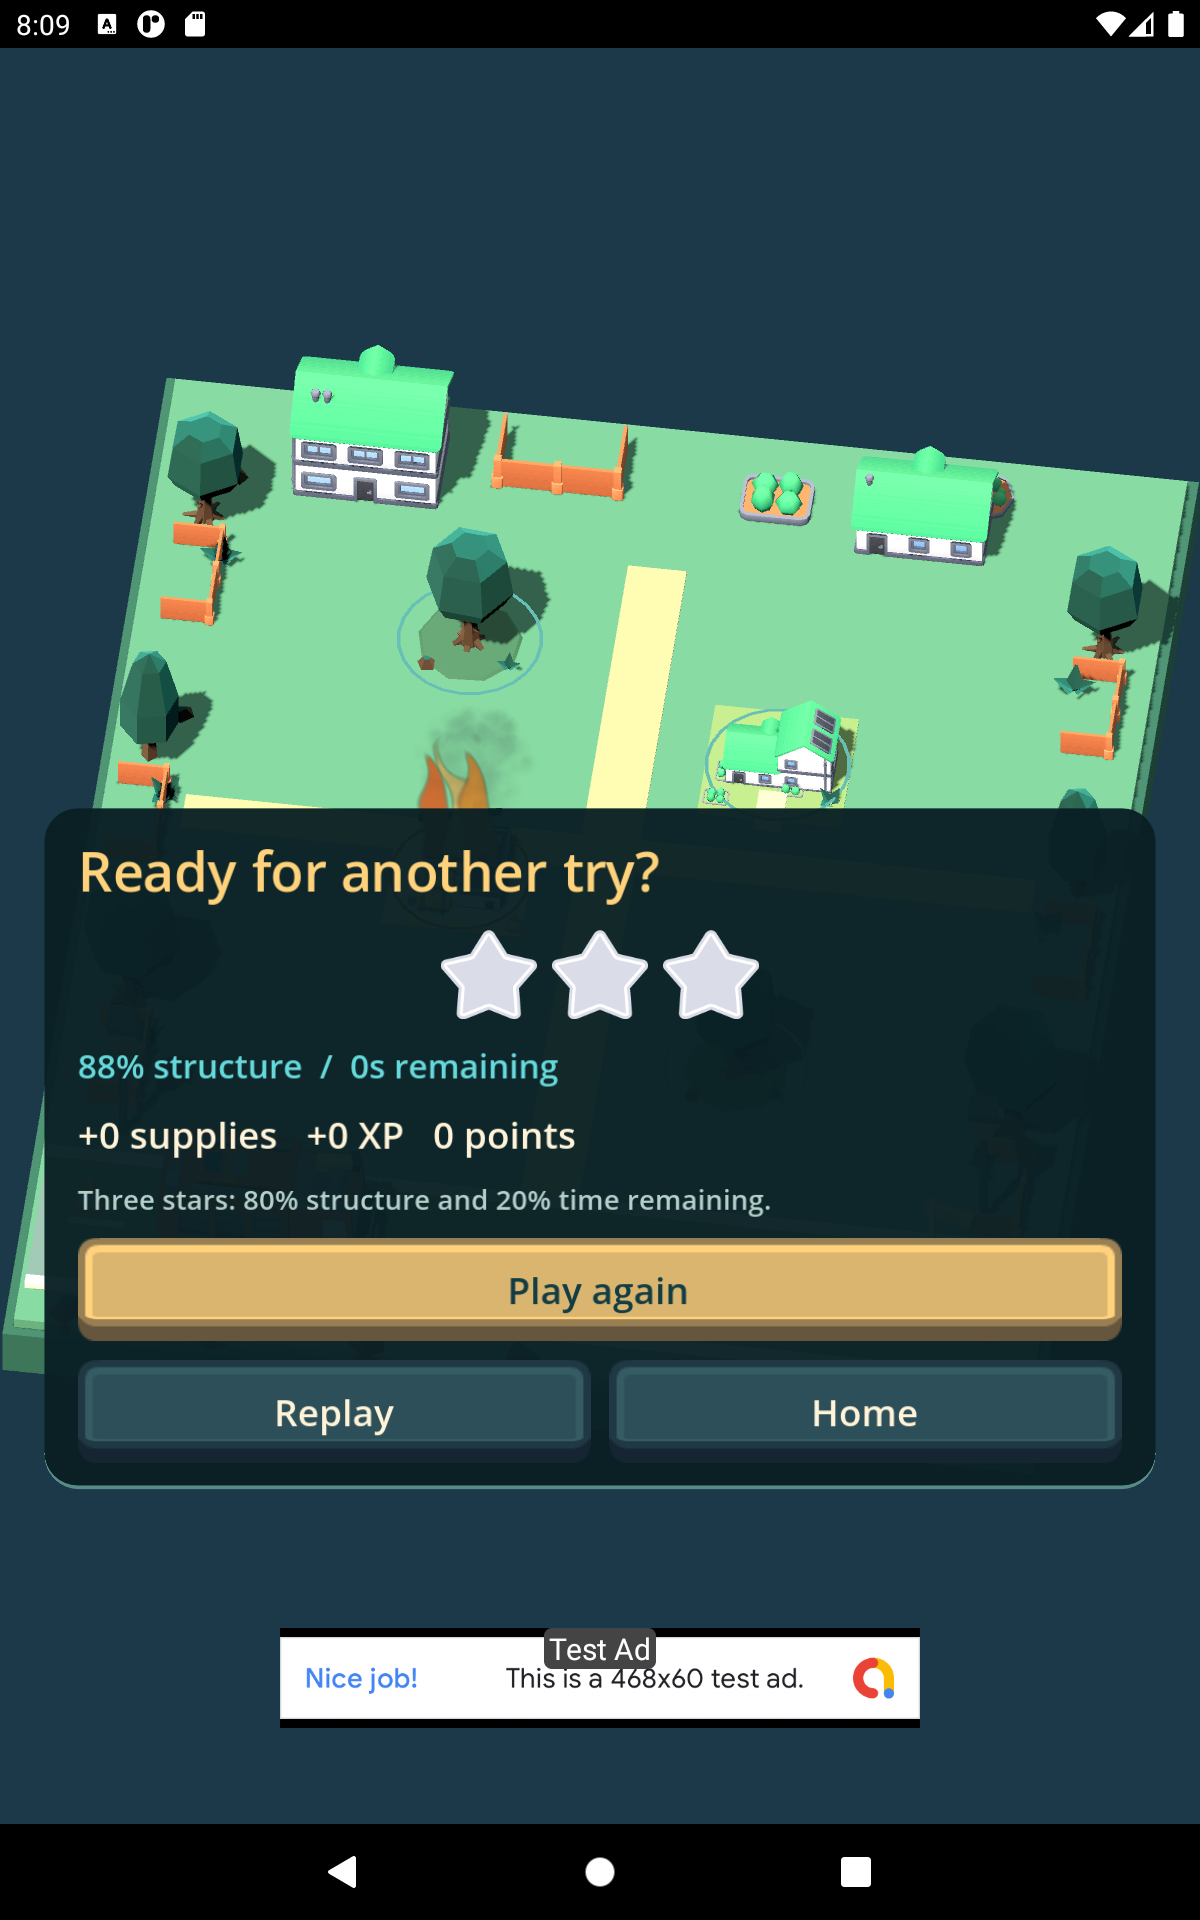 8:09
Ready for another try?
88% structure / 0s remaining
+0 supplies +0 XP 0 points
Three stars: 80% structure and 20% time remaining.
Play again
Replay Home
Test Ad
Nice job! This is a 468x60 test ad.